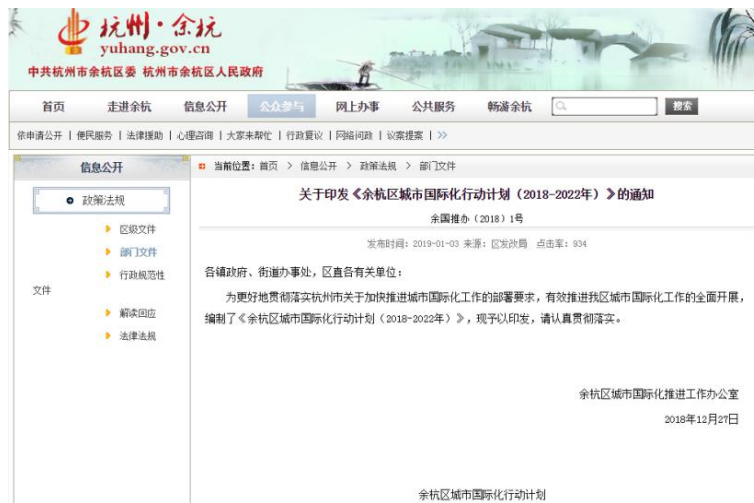 杭州·余杭
yuhang.gov.cn
中共杭州市余杭区委 杭州市余杭区人民政府
首页 走进余杭 信息公开 公众参与 网上办事 公共服务 畅游余杭 搜索
依申请公开 | 便民服务 | 法律援助 | 心理咨询 | 大家来帮忙 | 行政复议 | 网络问政 | 议案提案 | >>
信息公开
政策法规
区级文件
部门文件
行政规范性
文件
解读回应
法律法规
当前位置：首页 > 信息公开 > 政策法规 > 部门文件
关于印发《余杭区城市国际化行动计划（2018-2022年）》的通知
余国推办（2018）1号
发布时间：2019-01-03 来源：区发改局 点击率：934
各镇政府、街道办事处，区直各有关单位：
为更好地贯彻落实杭州市关于加快推进城市国际化工作的部署要求，有效推进我区城市国际化工作的全面开展，
编制了《余杭区城市国际化行动计划（2018-2022年）》，现予以印发，请认真贯彻落实。
余杭区城市国际化推进工作办公室
2018年12月27日
余杭区城市国际化行动计划